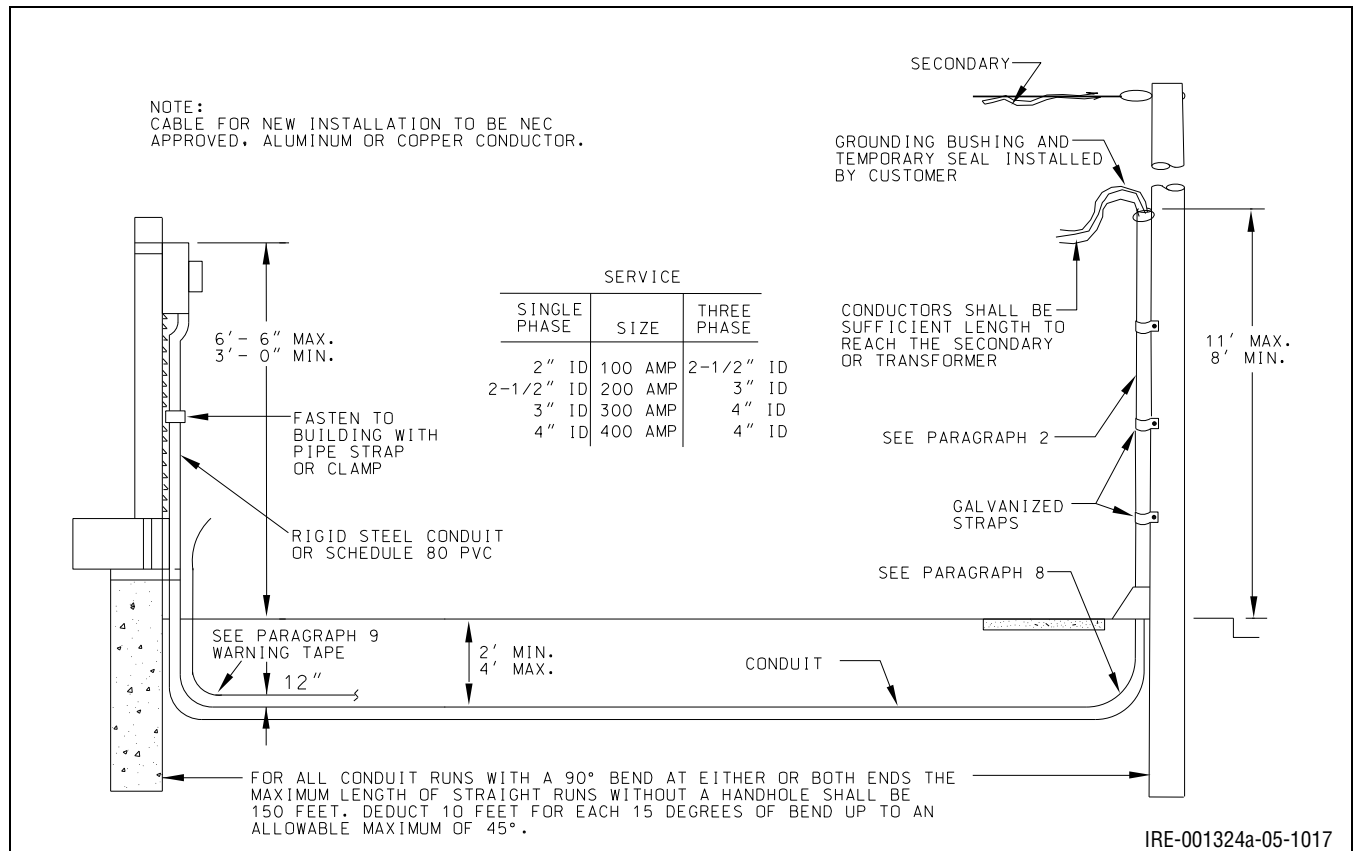 SECONDARY
NOTE:
CABLE FOR NEW INSTALLATION TO BE NEC
APPROVED, ALUMINUM OR COPPER CONDUCTOR.
GROUNDING BUSHING AND
TEMPORARY SEAL INSTALLED
BY CUSTOMER
SERVICE
SINGLE PHASE SIZE THREE PHASE
2" ID 100 AMP 2-1/2" ID
2-1/2" ID 200 AMP 3" ID
3" ID 300 AMP 4" ID
4" ID 400 AMP 4" ID
6'-6" MAX.
3'-0" MIN.
CONDUCTORS SHALL BE
SUFFICIENT LENGTH TO
REACH THE SECONDARY
OR TRANSFORMER
11' MAX.
8' MIN.
FASTEN TO
BUILDING WITH
PIPE STRAP
OR CLAMP
SEE PARAGRAPH 2
GALVANIZED
STRAPS
RIGID STEEL CONDUIT
OR SCHEDULE 80 PVC
SEE PARAGRAPH 8
SEE PARAGRAPH 9
WARNING TAPE
12"
2' MIN.
4' MAX.
CONDUIT
FOR ALL CONDUIT RUNS WITH A 90° BEND AT EITHER OR BOTH ENDS THE
MAXIMUM LENGTH OF STRAIGHT RUNS WITHOUT A HANDHOLE SHALL BE
150 FEET. DEDUCT 10 FEET FOR EACH 15 DEGREES OF BEND UP TO AN
ALLOWABLE MAXIMUM OF 45°.
IRE-001324a-05-1017